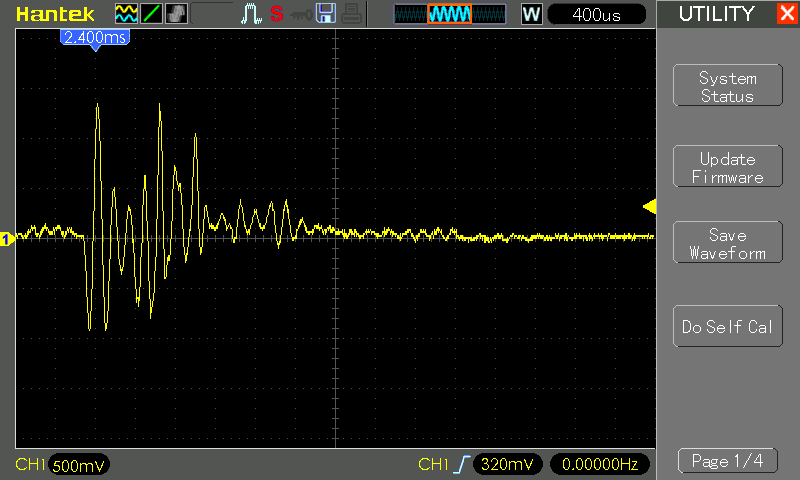 Hantek
S
W
400us
UTILITY
2.400ms
System
Status
Update
Firmware
1
Save
Waveform
Do Self Cal
CH1 500mV
CH1 320mV 0.00000Hz
Page 1/4